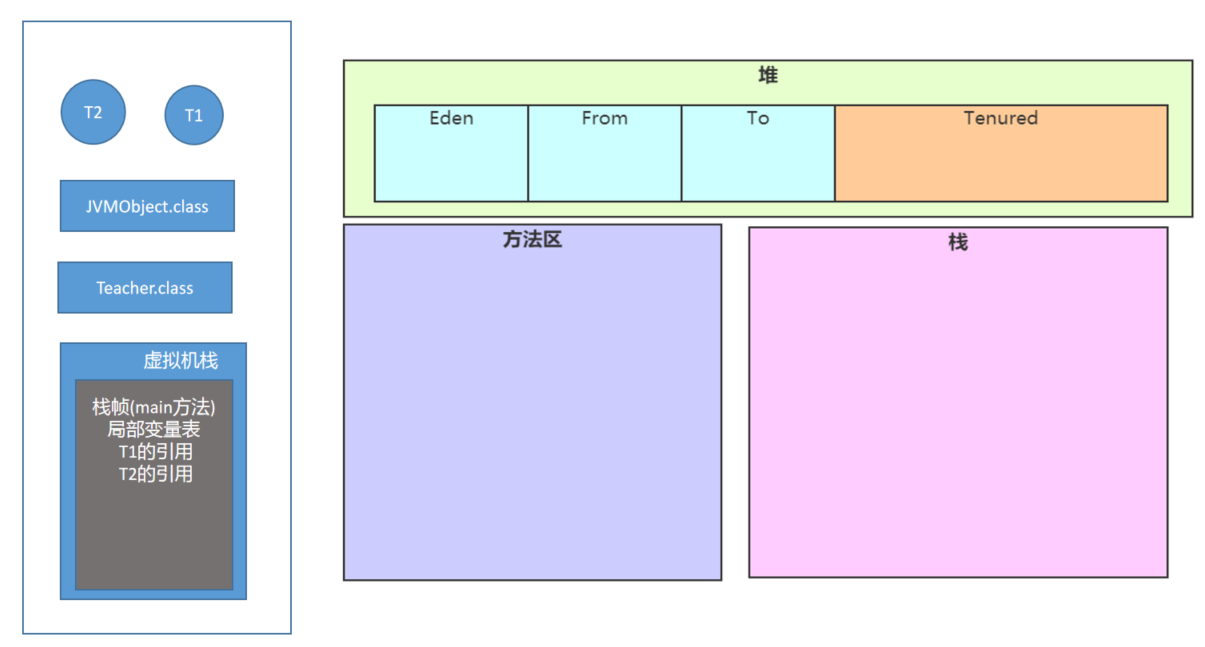 T2
T1
JVMObject.class
Teacher.class
虚拟机栈
栈帧(main方法)
局部变量表
T1的引用
T2的引用
堆
Eden
From
To
Tenured
方法区
栈